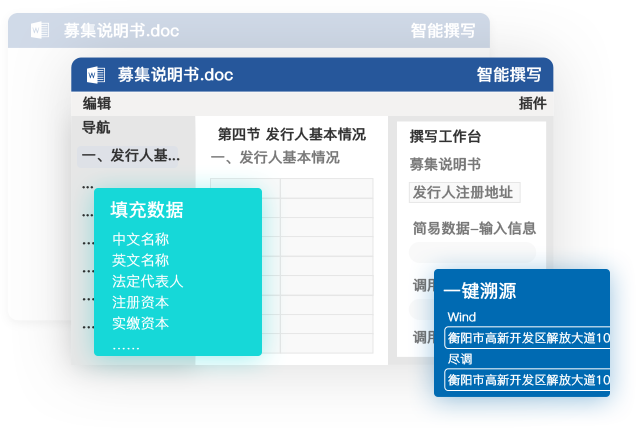 募集说明书.doc
智能撰写
募集说明书.doc
智能撰写
编辑
插件
导航
一、发行人基...
...
第四节 发行人基本情况
一、发行人基本情况
填充数据
中文名称
英文名称
法定代表人
注册资本
实缴资本
......
撰写工作台
募集说明书
发行人注册地址
简易数据-输入信息
调用
调用
一键溯源
Wind
衡阳市高新开发区解放大道10
尽调
衡阳市高新开发区解放大道10